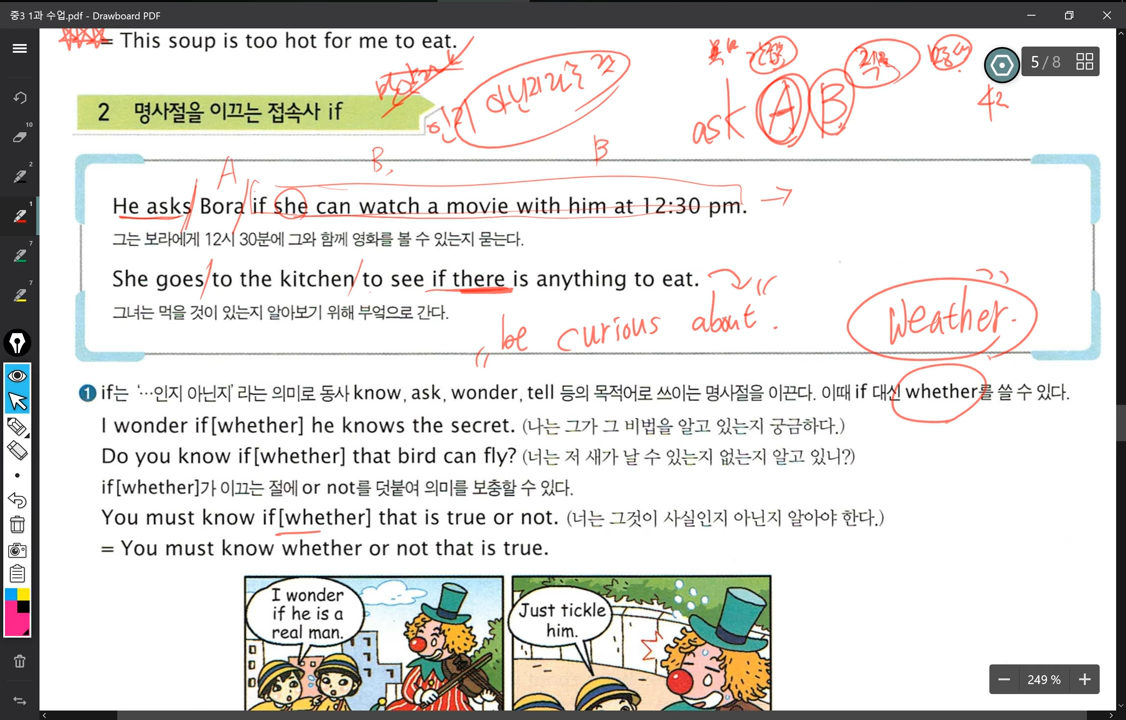 중3 1과 수업.pdf - Drawboard PDF
= This soup is too hot for me to eat.
5 / 8
ask A B
4번
2 명사절을 이끄는 접속사 if
인지 아닌지
A
B,
B
He asks Bora if she can watch a movie with him at 12:30 pm.
그는 보라에게 12시 30분에 그와 함께 영화를 볼 수 있는지 묻는다.
She goes to the kitchen to see if there is anything to eat.
그녀는 먹을 것이 있는지 알아보기 위해 부엌으로 간다.
"be curious about".
Weather.
1 if는 '…인지 아닌지'라는 의미로 동사 know, ask, wonder, tell 등의 목적어로 쓰이는 명사절을 이끈다. 이때 if 대신 whether를 쓸 수 있다.
I wonder if[whether] he knows the secret. (나는 그가 그 비법을 알고 있는지 궁금하다.)
Do you know if[whether] that bird can fly? (너는 저 새가 날 수 있는지 없는지 알고 있니?)
if[whether]가 이끄는 절에 or not를 덧붙여 의미를 보충할 수 있다.
You must know if[whether] that is true or not. (너는 그것이 사실인지 아닌지 알아야 한다.)
= You must know whether or not that is true.
I wonder
if he is a
real man.
Just tickle
him.
249 %